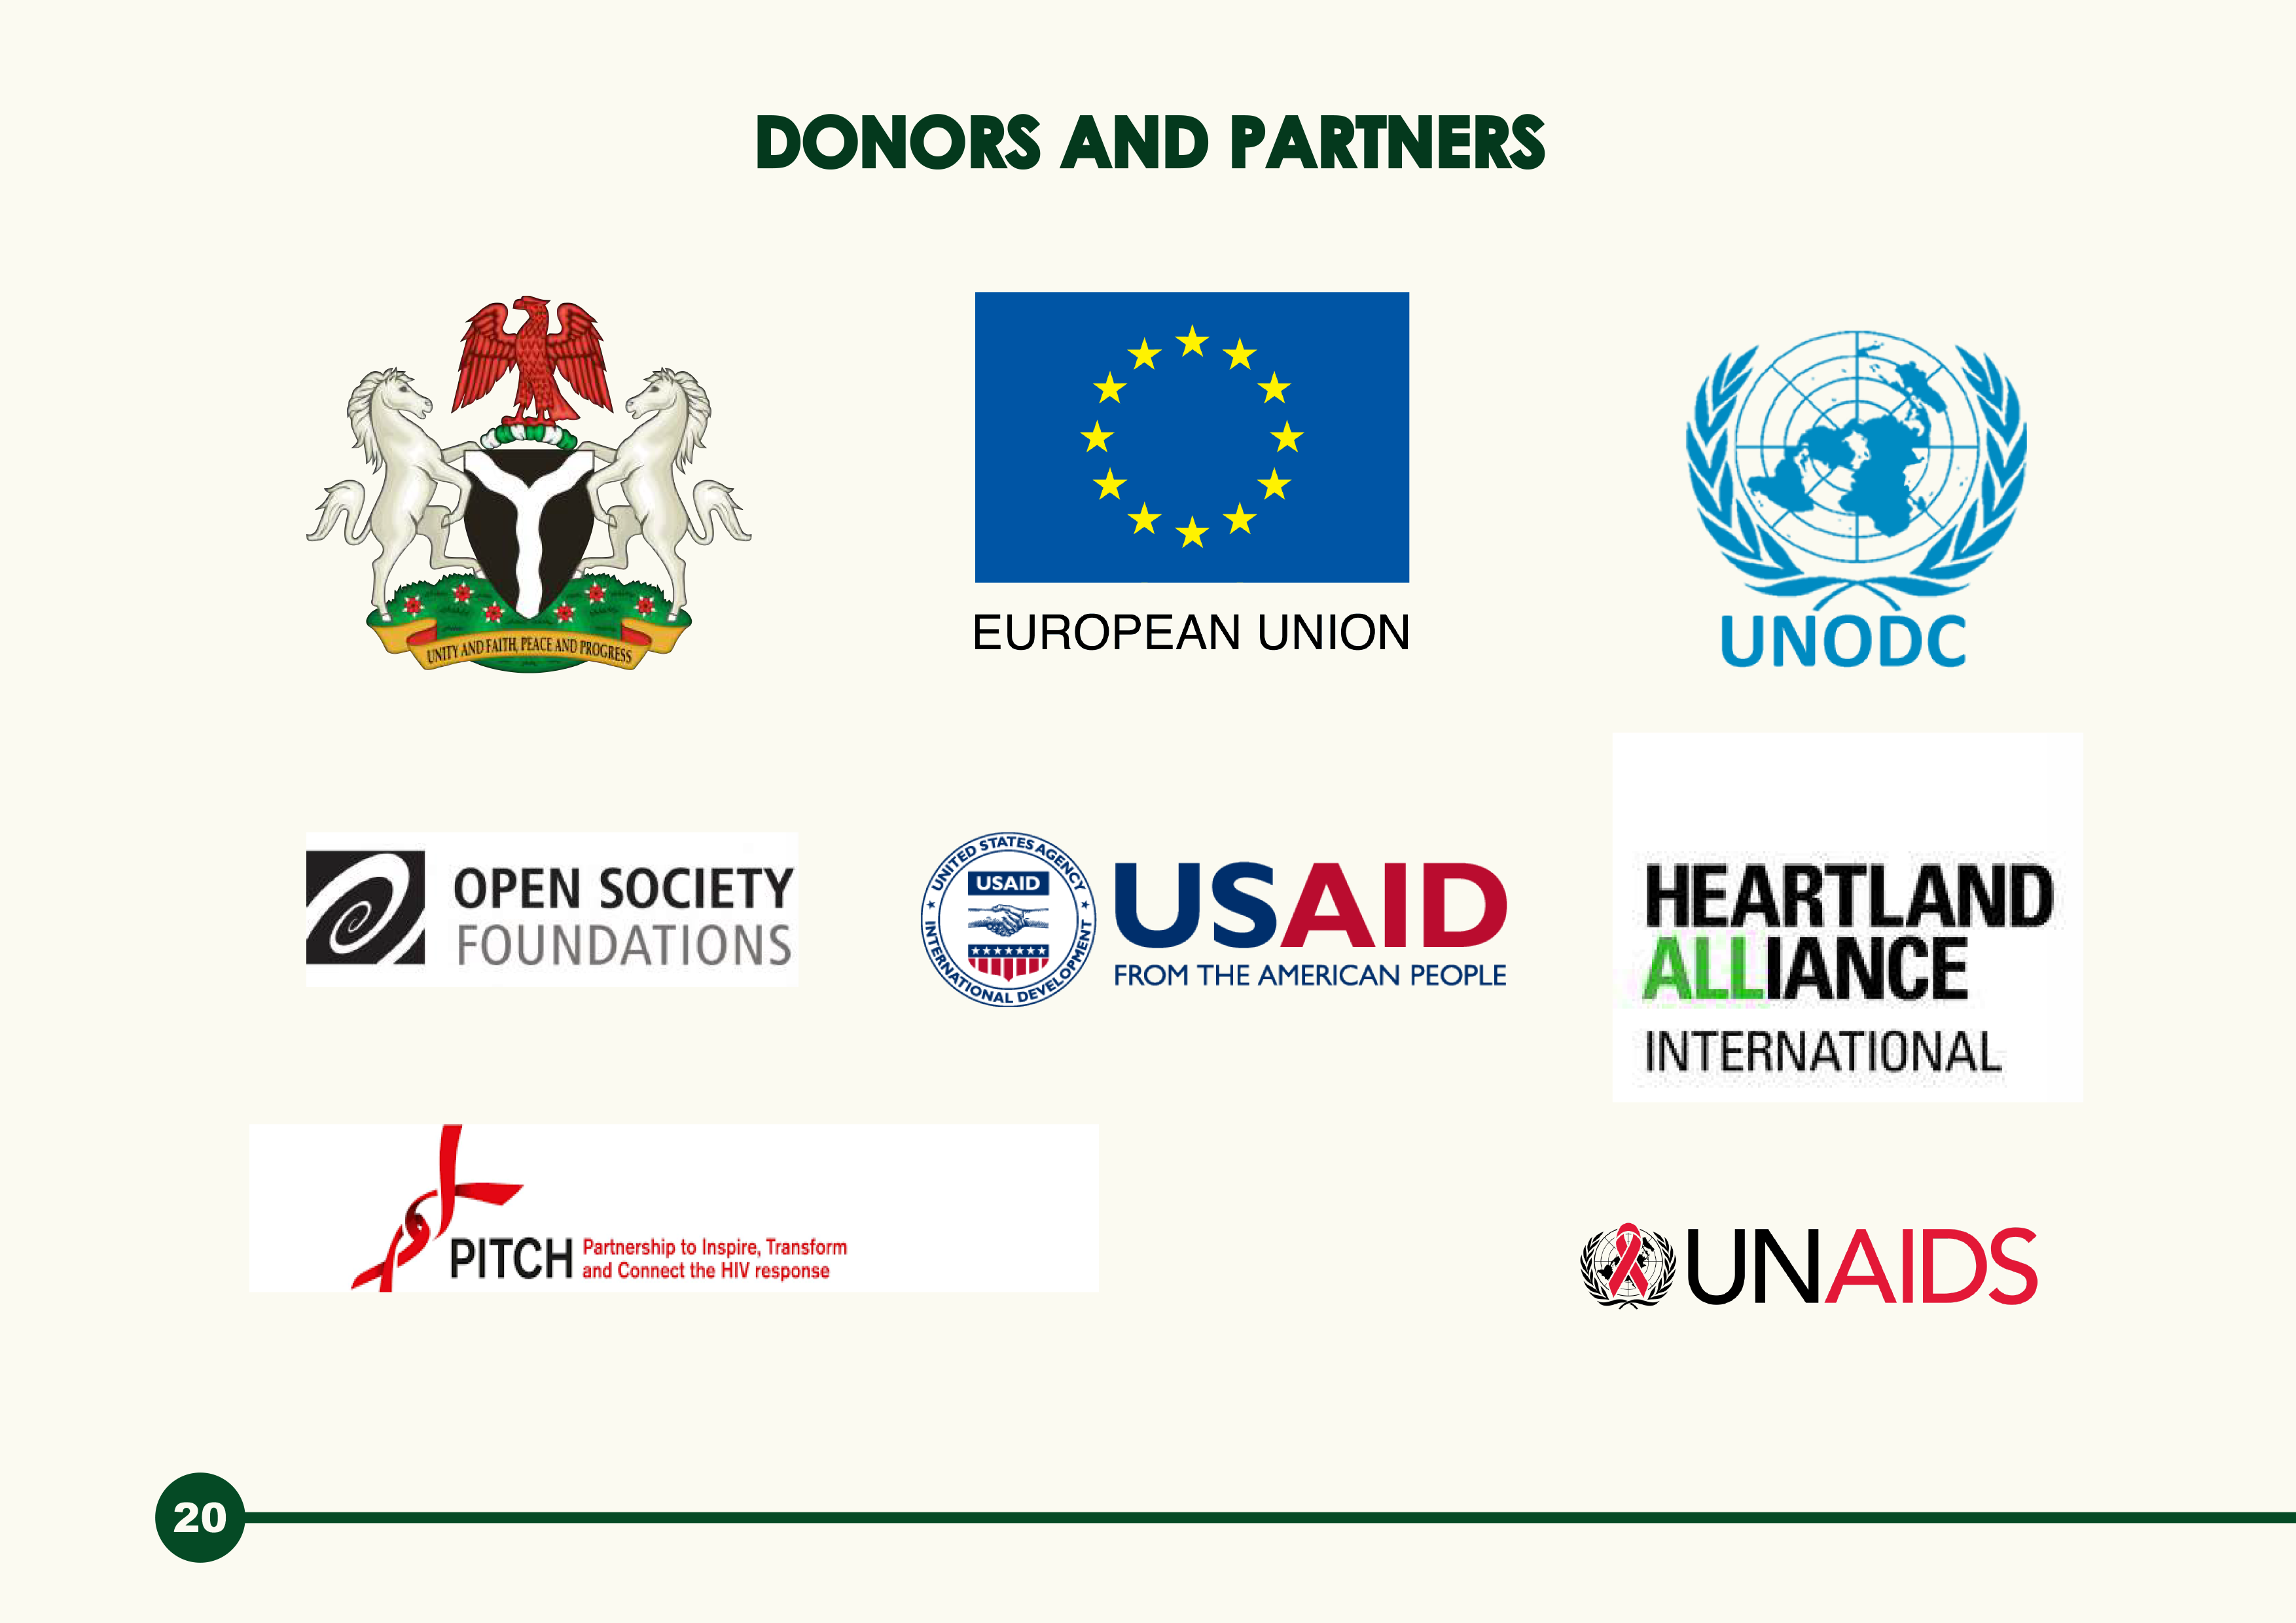 DONORS AND PARTNERS
UNITY AND FAITH, PEACE AND PROGRESS
EUROPEAN UNION
UNODC
OPEN SOCIETY
FOUNDATIONS
UNITED STATES AGENCY
INTERNATIONAL DEVELOPMENT
USAID
USAID
FROM THE AMERICAN PEOPLE
HEARTLAND
ALLIANCE
INTERNATIONAL
PITCH
Partnership to Inspire, Transform
and Connect the HIV response
UNAIDS
20